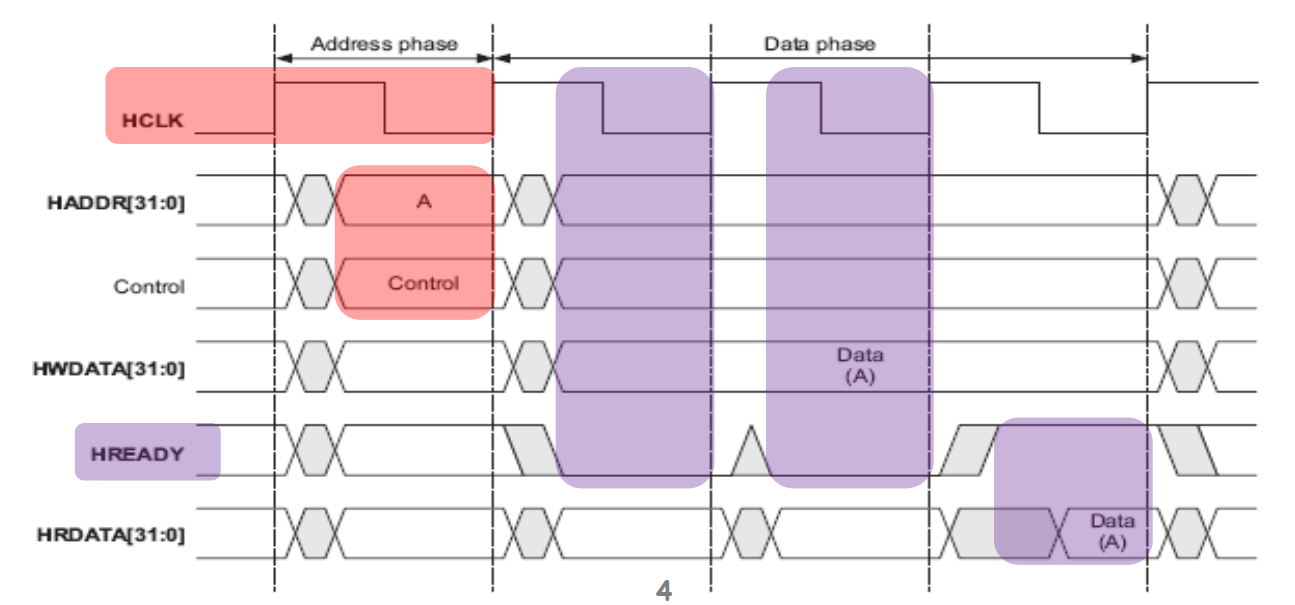 Address phase
Data phase
HCLK
HADDR[31:0]
A
Control
Control
HWDATA[31:0]
Data
(A)
HREADY
HRDATA[31:0]
Data
(A)
4